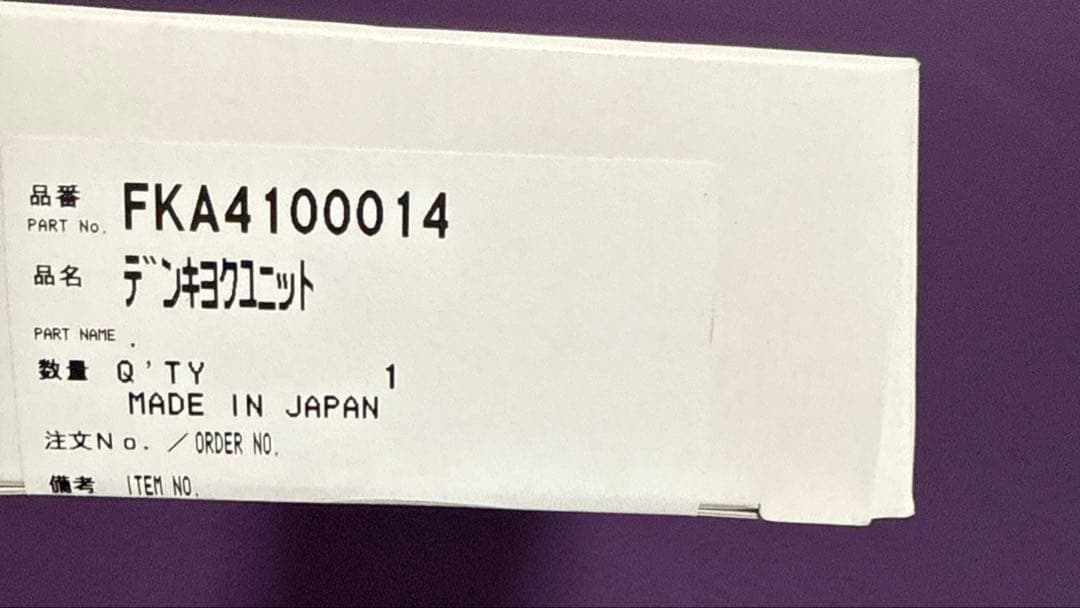 品番 FKA4100014
PART No.
品名 デンキヨクユニット
PART NAME .
数量 Q'TY 1
MADE IN JAPAN
注文No. ／ORDER NO.
備考 ITEM NO.